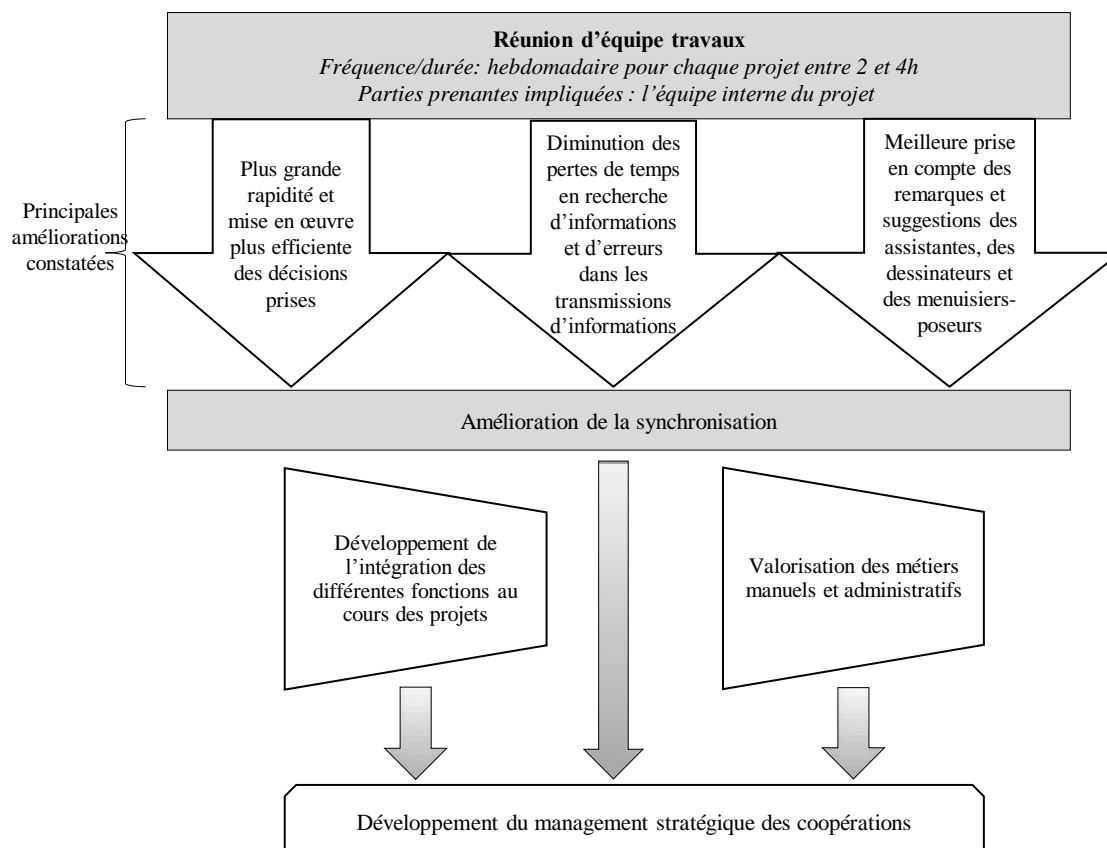 Réunion d’équipe travaux
Fréquence/durée: hebdomadaire pour chaque projet entre 2 et 4h
Parties prenantes impliquées : l’équipe interne du projet
Principales
améliorations
constatées
Plus grande
rapidité et
mise en œuvre
plus efficiente
des décisions
prises
Diminution des
pertes de temps
en recherche
d’informations
et d’erreurs
dans les
transmissions
d’informations
Meilleure prise
en compte des
remarques et
suggestions des
assistantes, des
dessinateurs et
des menuisiers-
poseurs
Amélioration de la synchronisation
Développement de
l’intégration des
différentes fonctions au
cours des projets
Valorisation des métiers
manuels et administratifs
Développement du management stratégique des coopérations